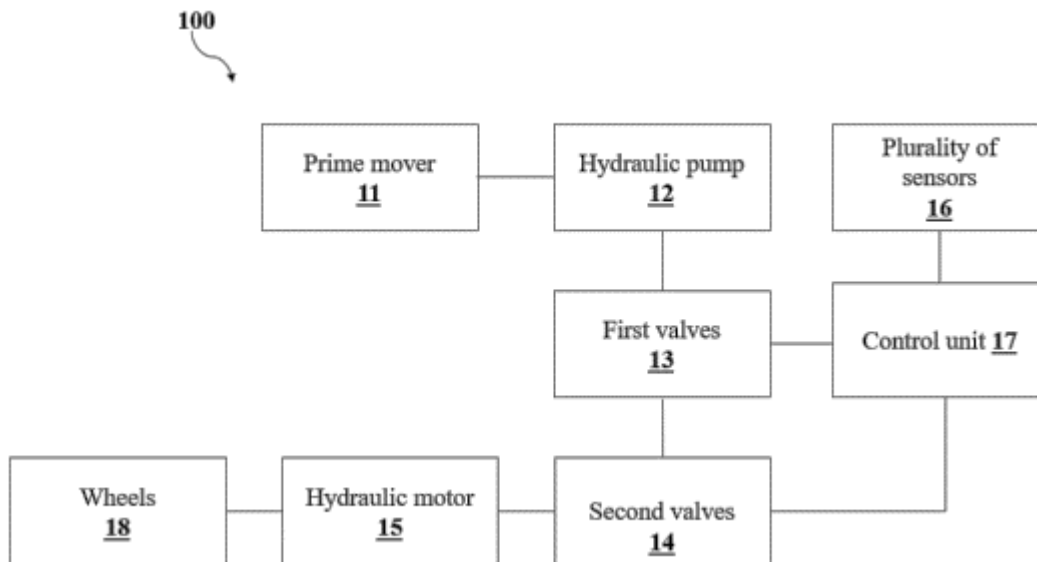 100
Prime mover
11
Hydraulic pump
12
Plurality of
sensors
16
First valves
13
Control unit 17
Wheels
18
Hydraulic motor
15
Second valves
14